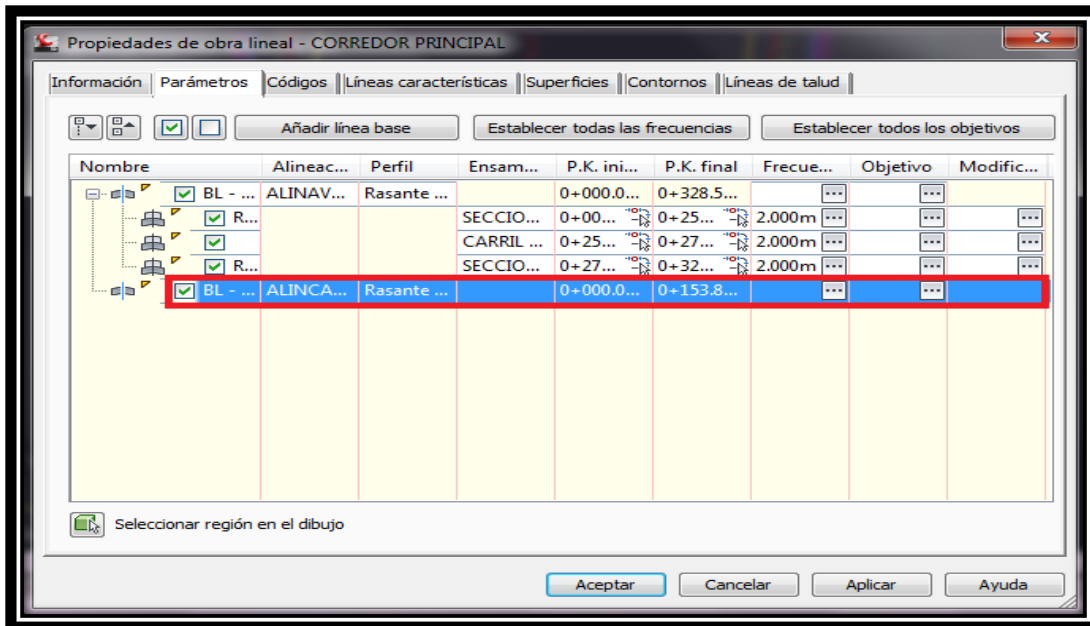 Propiedades de obra lineal - CORREDOR PRINCIPAL
Información Parámetros Códigos Líneas características Superficies Contornos Líneas de talud
Añadir línea base Establecer todas las frecuencias Establecer todos los objetivos
Nombre Alineac... Perfil Ensam... P.K. ini... P.K. final Frecue... Objetivo Modific...
BL - ... ALINAV... Rasante ... 0+000.0... 0+328.5... ... ...
R... SECCIO... 0+00... 0+25... 2.000m ... ... ...
CARRIL ... 0+25... 0+27... 2.000m ... ... ...
R... SECCIO... 0+27... 0+32... 2.000m ... ... ...
BL - ... ALINCA... Rasante ... 0+000.0... 0+153.8... ... ...
Seleccionar región en el dibujo
Aceptar Cancelar Aplicar Ayuda